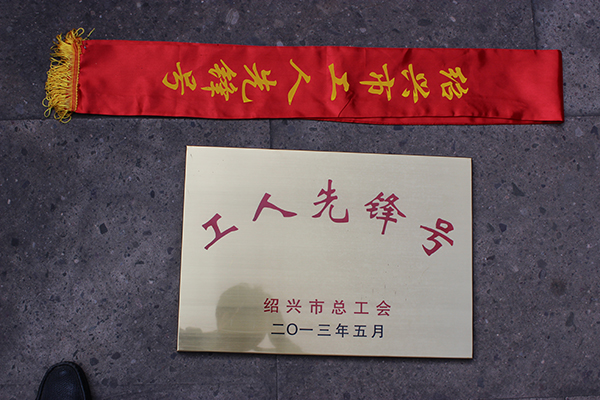 绍兴市工人先锋号
工人先锋号
绍兴市总工会
二〇一三年五月